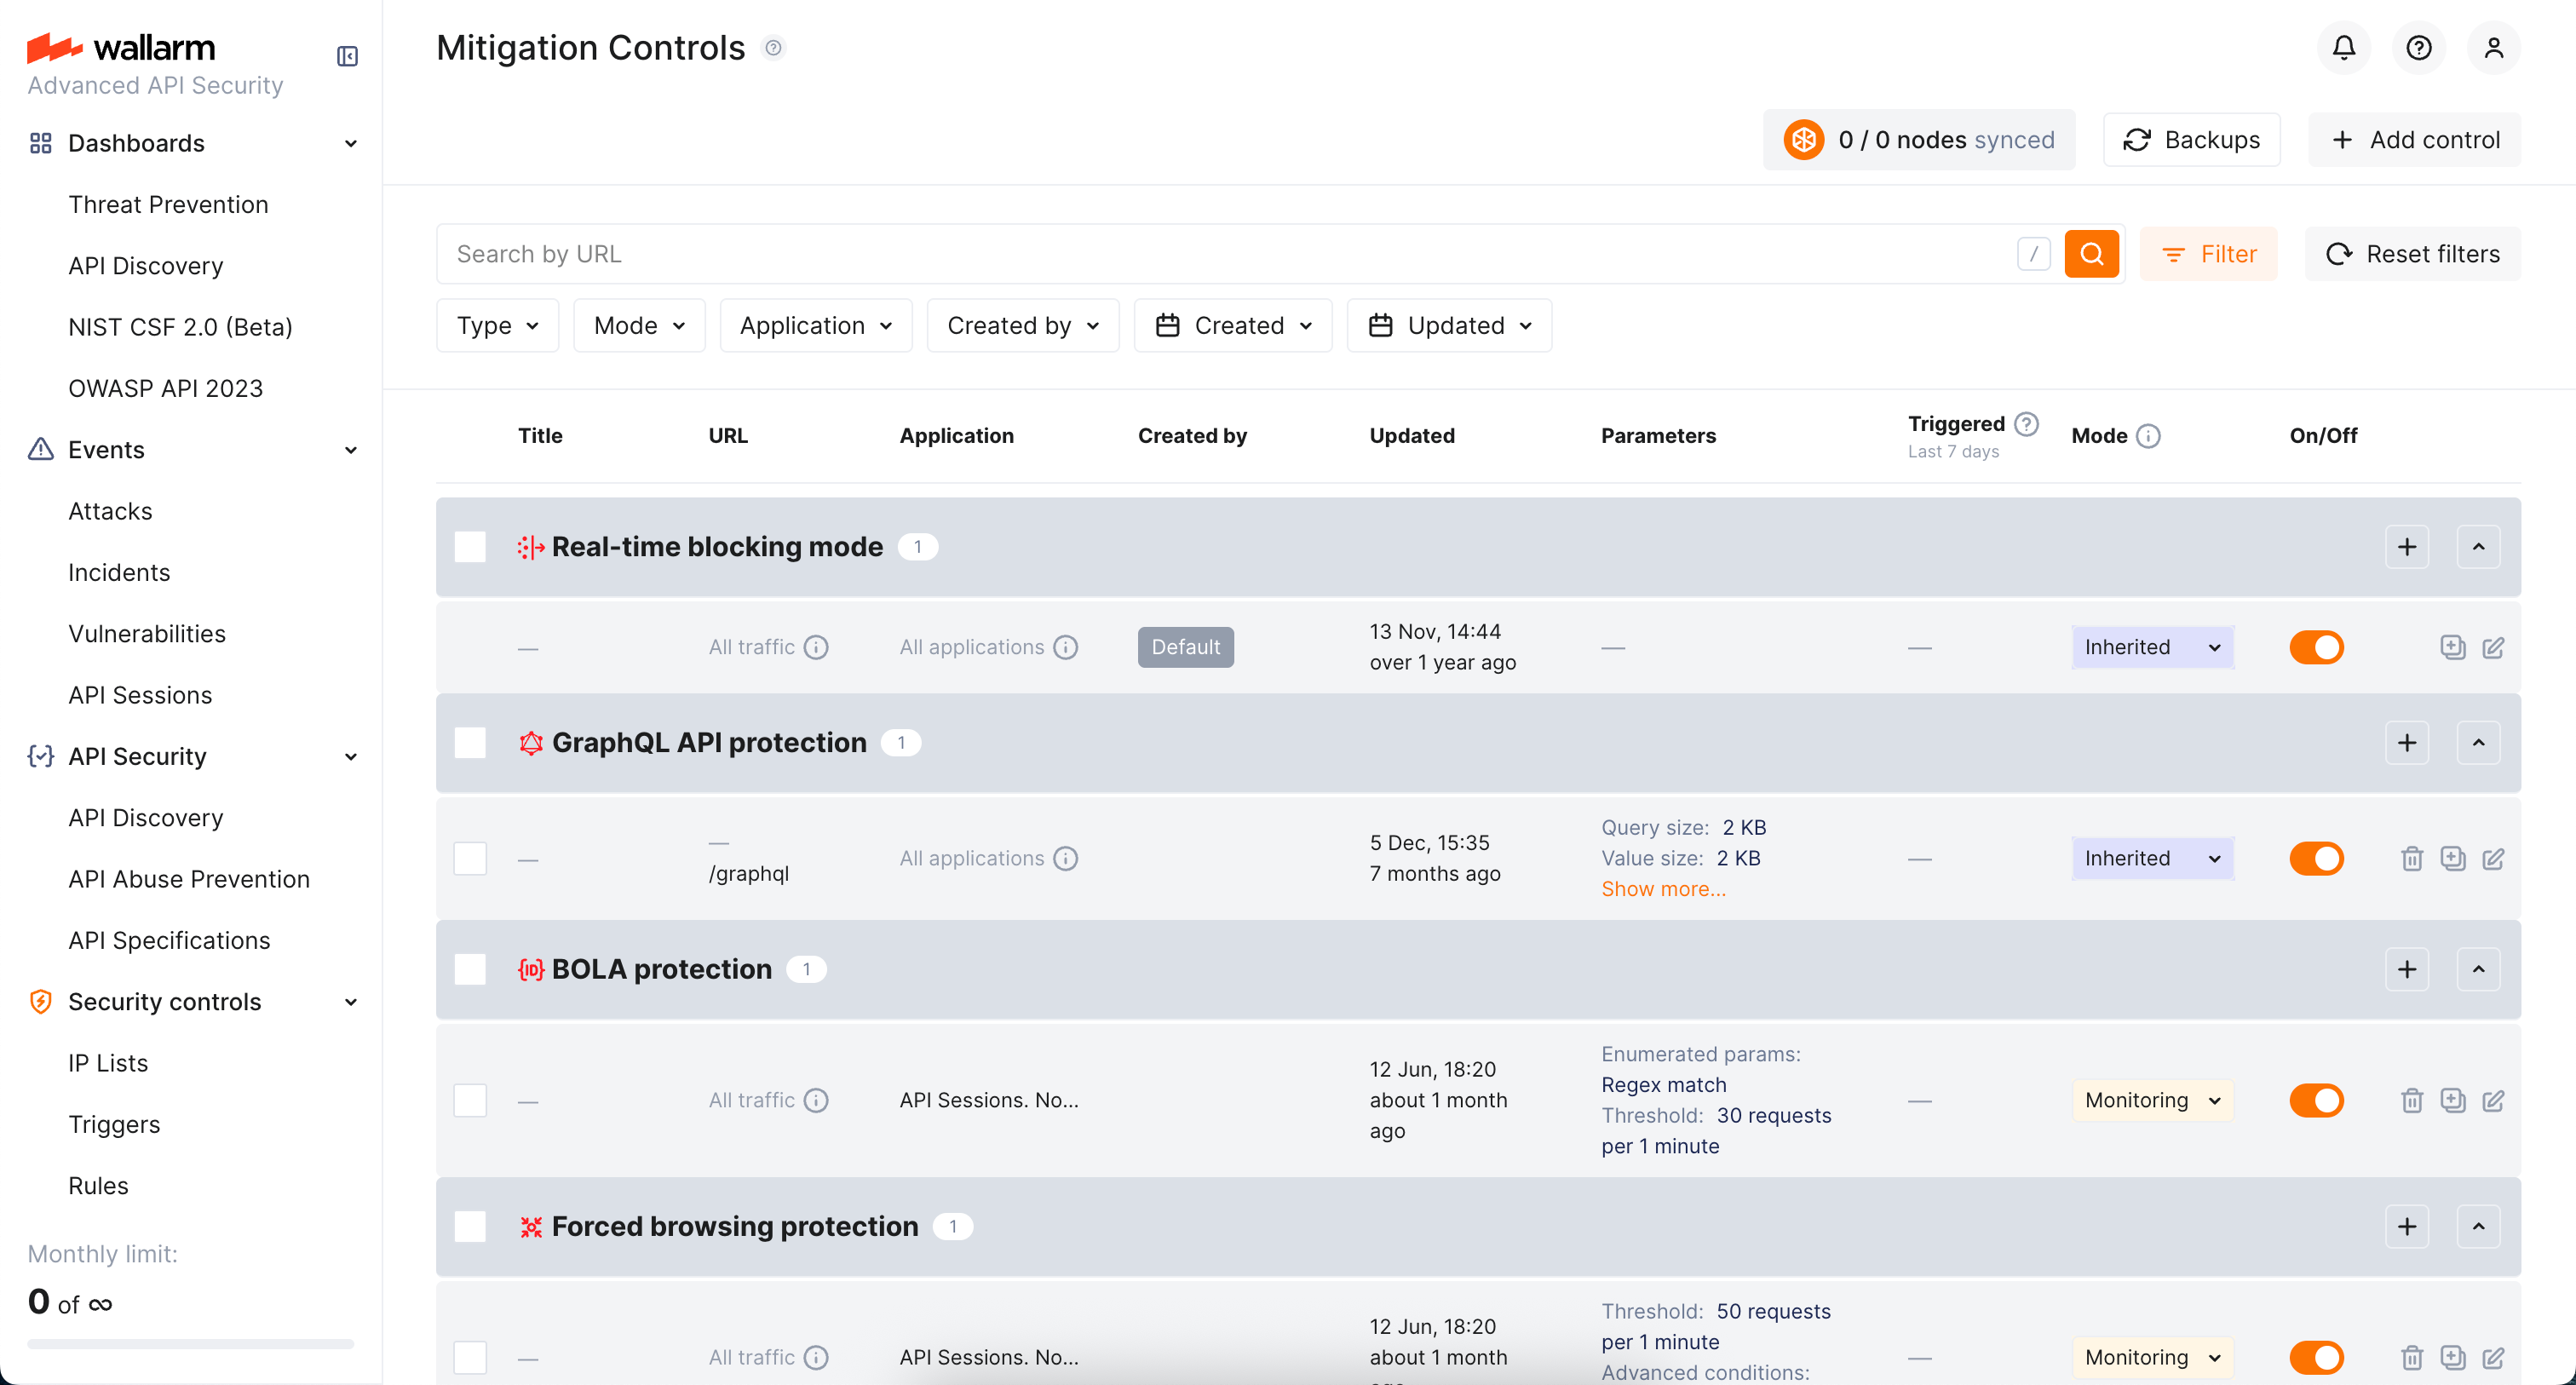 wallarm
Advanced API Security
Dashboards
Threat Prevention
API Discovery
NIST CSF 2.0 (Beta)
OWASP API 2023
Events
Attacks
Incidents
Vulnerabilities
API Sessions
API Security
API Discovery
API Abuse Prevention
API Specifications
Security controls
IP Lists
Triggers
Rules
Monthly limit:
0 of ∞
Mitigation Controls
0 / 0 nodes synced
Backups
Add control
Search by URL
/
Filter
Reset filters
Type
Mode
Application
Created by
Created
Updated
Title
URL
Application
Created by
Updated
Parameters
Triggered
Last 7 days
Mode
On/Off
Real-time blocking mode 1
—
All traffic
All applications
Default
13 Nov, 14:44
over 1 year ago
—
—
Inherited
GraphQL API protection 1
—
—
/graphql
All applications
5 Dec, 15:35
7 months ago
Query size: 2 KB
Value size: 2 KB
Show more...
—
Inherited
BOLA protection 1
—
All traffic
API Sessions. No...
12 Jun, 18:20
about 1 month
ago
Enumerated params:
Regex match
Threshold: 30 requests
per 1 minute
—
Monitoring
Forced browsing protection 1
—
All traffic
API Sessions. No...
12 Jun, 18:20
about 1 month
Threshold: 50 requests
per 1 minute
Advanced conditions:
—
Monitoring